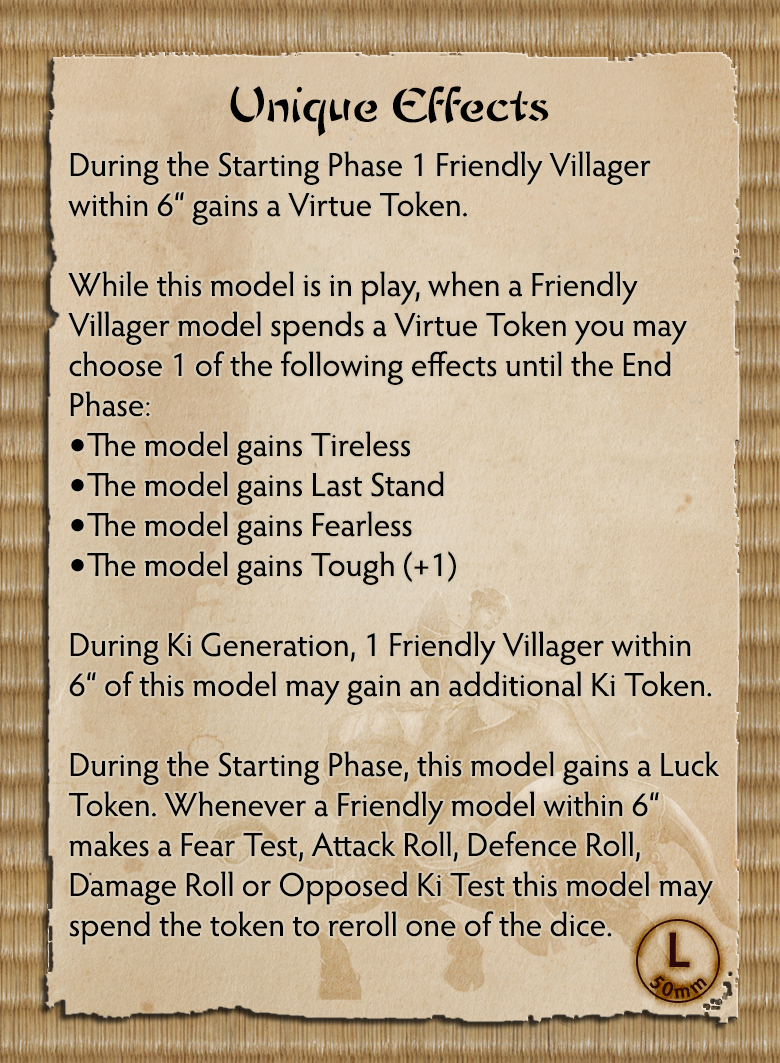 Unique Effects
During the Starting Phase 1 Friendly Villager
within 6“ gains a Virtue Token.
While this model is in play, when a Friendly
Villager model spends a Virtue Token you may
choose 1 of the following effects until the End
Phase:
•The model gains Tireless
•The model gains Last Stand
•The model gains Fearless
•The model gains Tough (+1)
During Ki Generation, 1 Friendly Villager within
6“ of this model may gain an additional Ki Token.
During the Starting Phase, this model gains a Luck
Token. Whenever a Friendly model within 6“
makes a Fear Test, Attack Roll, Defence Roll,
Damage Roll or Opposed Ki Test this model may
spend the token to reroll one of the dice.
L
50mm